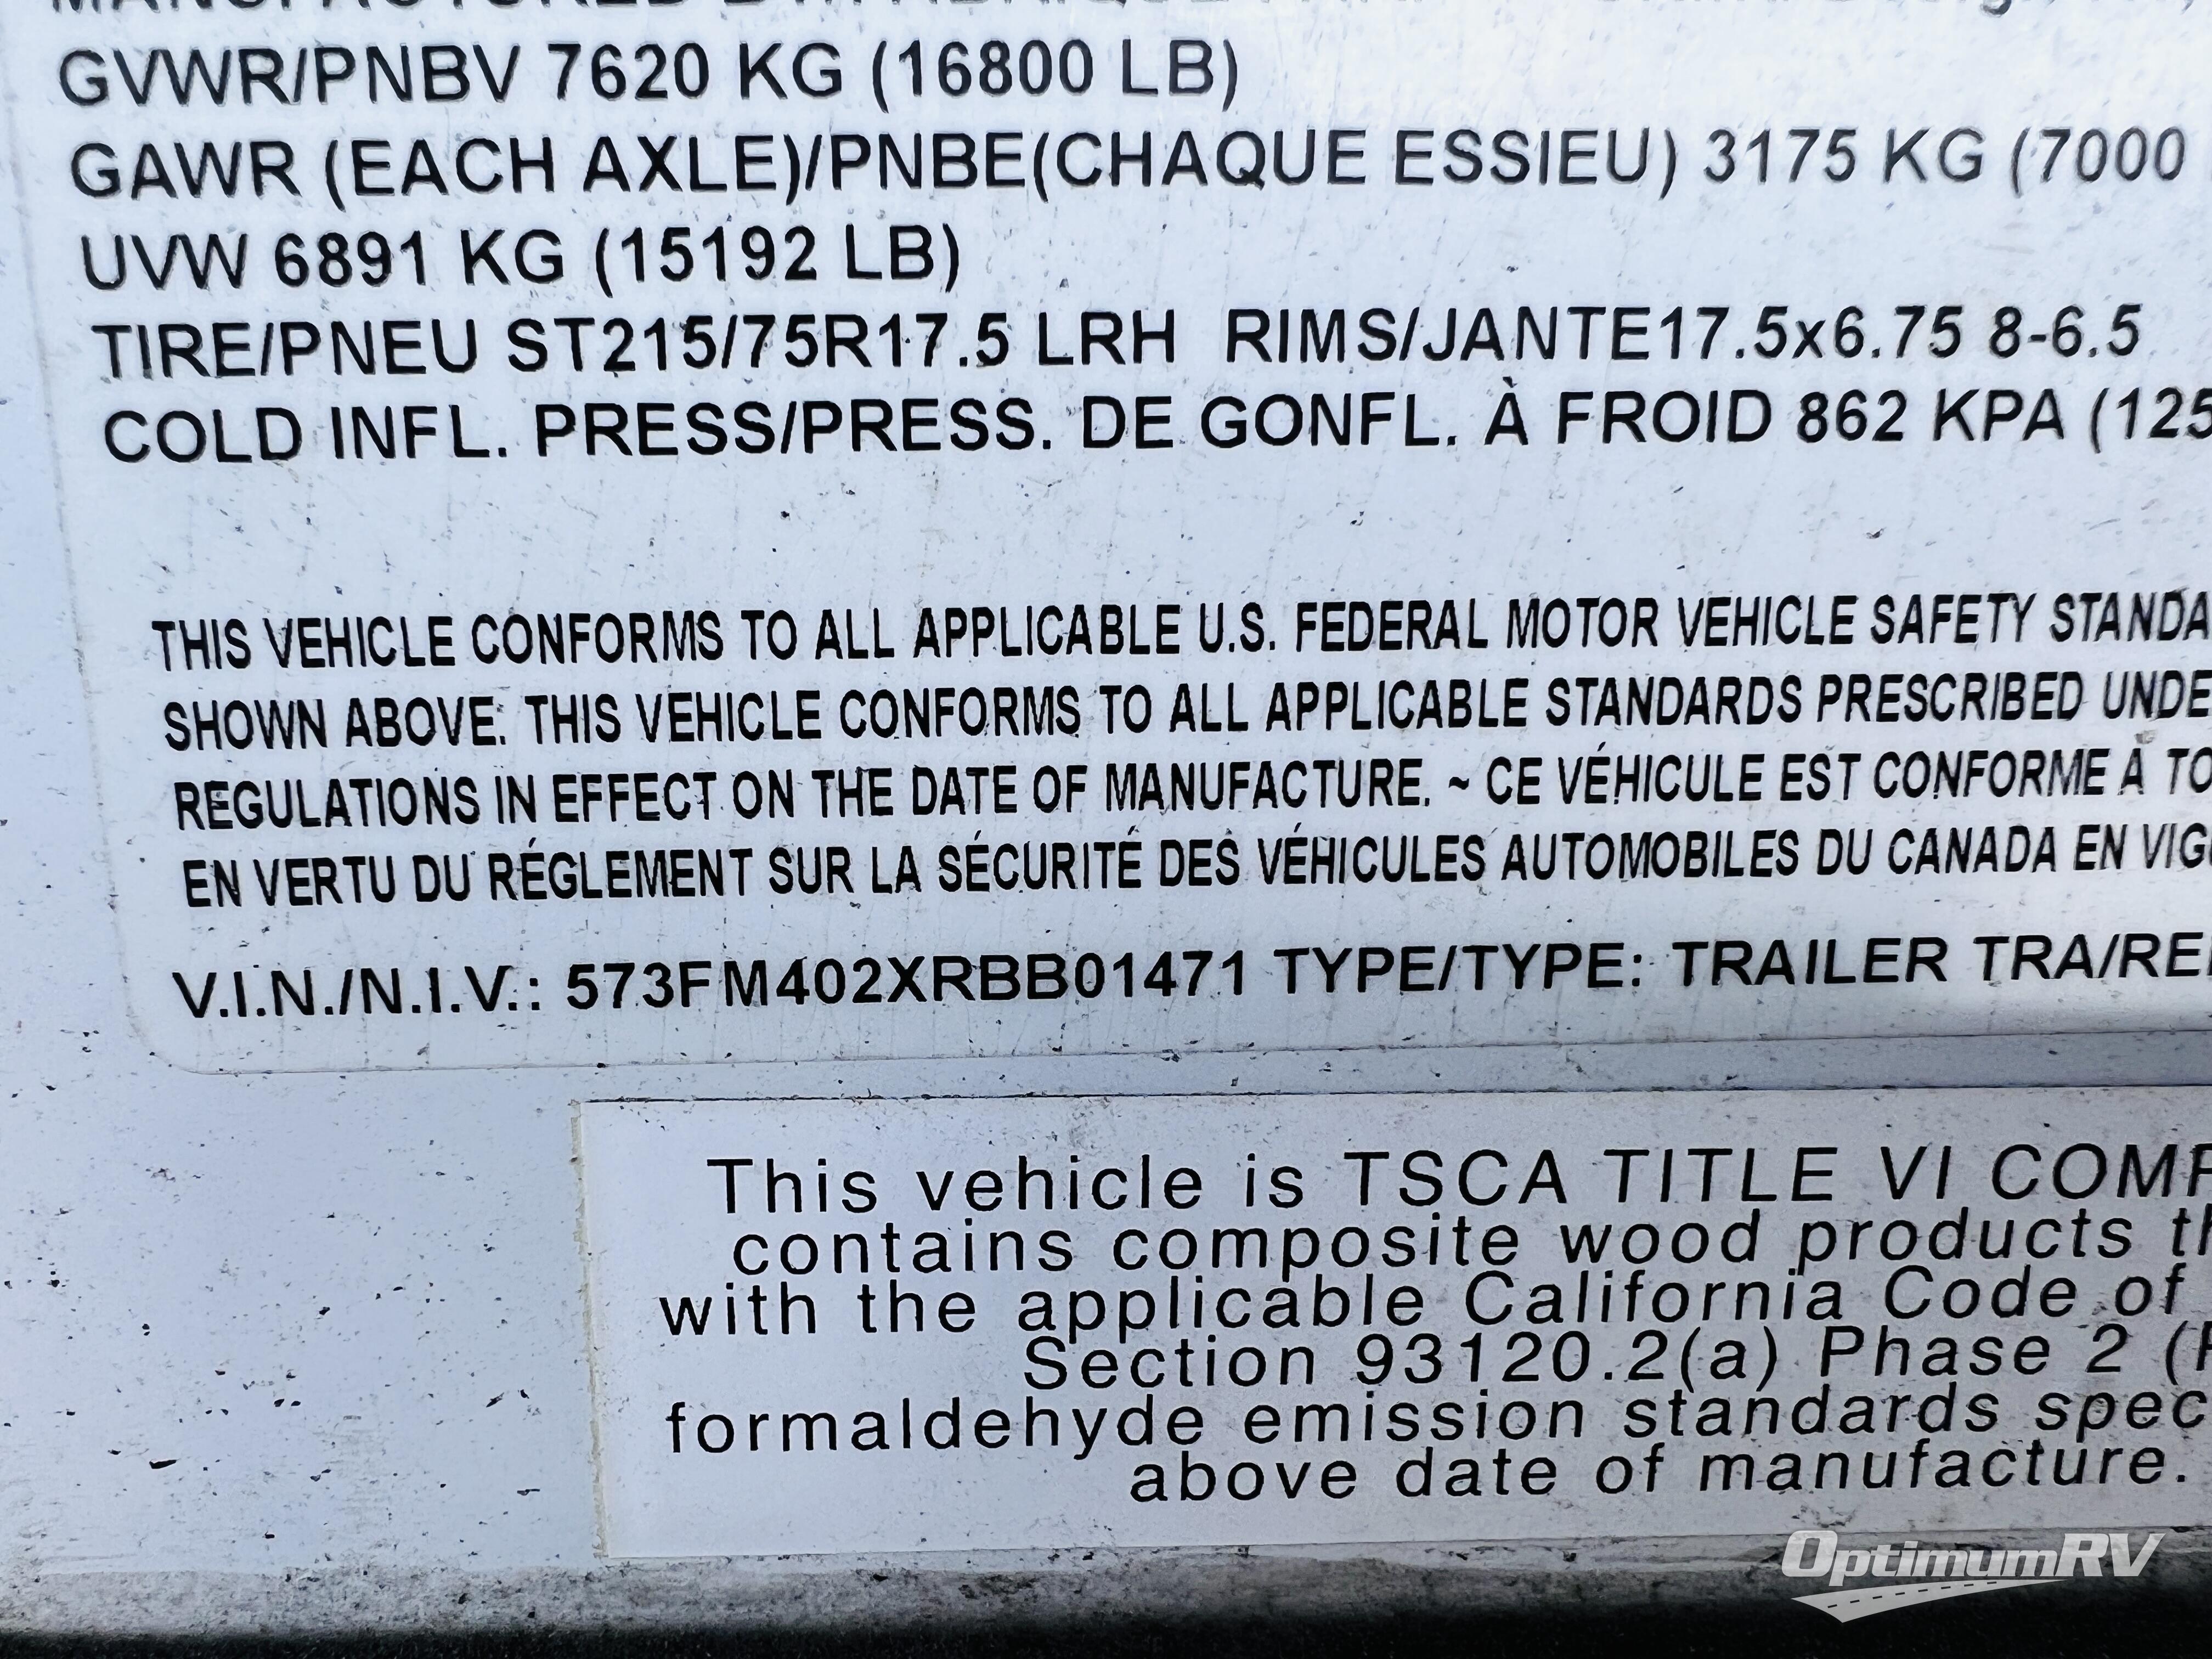 GVWR/PNBV 7620 KG (16800 LB)
GAWR (EACH AXLE)/PNBE(CHAQUE ESSIEU) 3175 KG (7000
UVW 6891 KG (15192 LB)
TIRE/PNEU ST215/75R17.5 LRH RIMS/JANTE17.5x6.75 8-6.5
COLD INFL. PRESS/PRESS. DE GONFL. À FROID 862 KPA (125
THIS VEHICLE CONFORMS TO ALL APPLICABLE U.S. FEDERAL MOTOR VEHICLE SAFETY STANDA
SHOWN ABOVE. THIS VEHICLE CONFORMS TO ALL APPLICABLE STANDARDS PRESCRIBED UNDE
REGULATIONS IN EFFECT ON THE DATE OF MANUFACTURE. ~ CE VÉHICULE EST CONFORME À TO
EN VERTU DU RÉGLEMENT SUR LA SÉCURITÉ DES VÉHICULES AUTOMOBILES DU CANADA EN VIG
V.I.N./N.I.V.: 573FM402XRBB01471 TYPE/TYPE: TRAILER TRA/RE
This vehicle is TSCA TITLE VI COMP
contains composite wood products th
with the applicable California Code of
Section 93120.2(a) Phase 2 (
formaldehyde emission standards spec
above date of manufacture.
OptimumRV